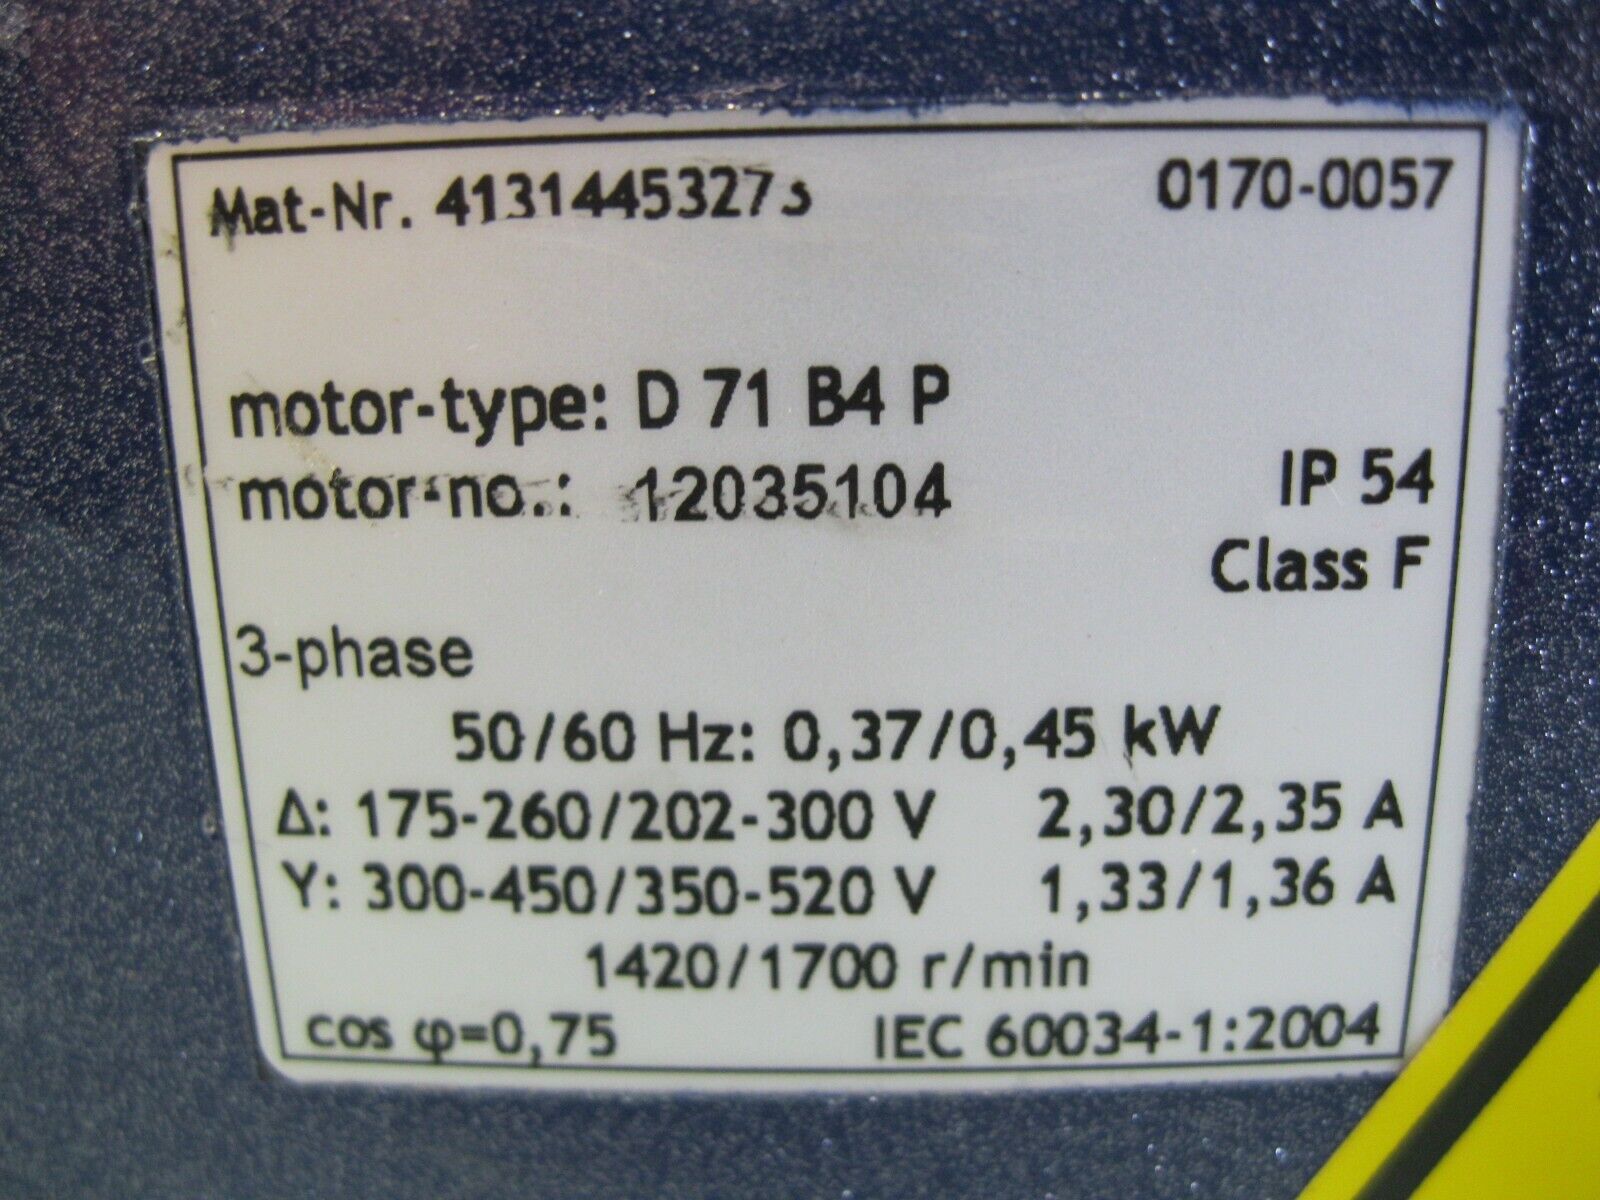 Mat-Nr. 41314453273 0170-0057
motor-type: D 71 B4 P
motor-no.: 12035104 IP 54
Class F
3-phase
50/60 Hz: 0,37/0,45 kW
Δ: 175-260/202-300 V 2,30/2,35 A
Y: 300-450/350-520 V 1,33/1,36 A
1420/1700 r/min
cos φ=0,75 IEC 60034-1:2004